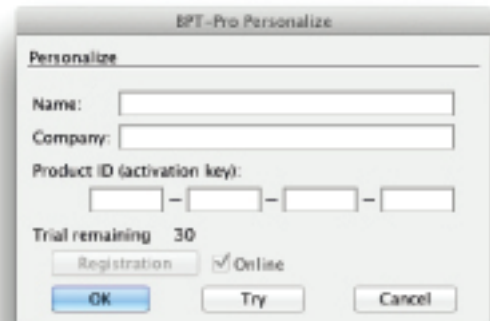 BPT-Pro Personalize
Personalize
Name:
Company:
Product ID (activation key):
– – –
Trial remaining 30
Registration Online
OK Try Cancel